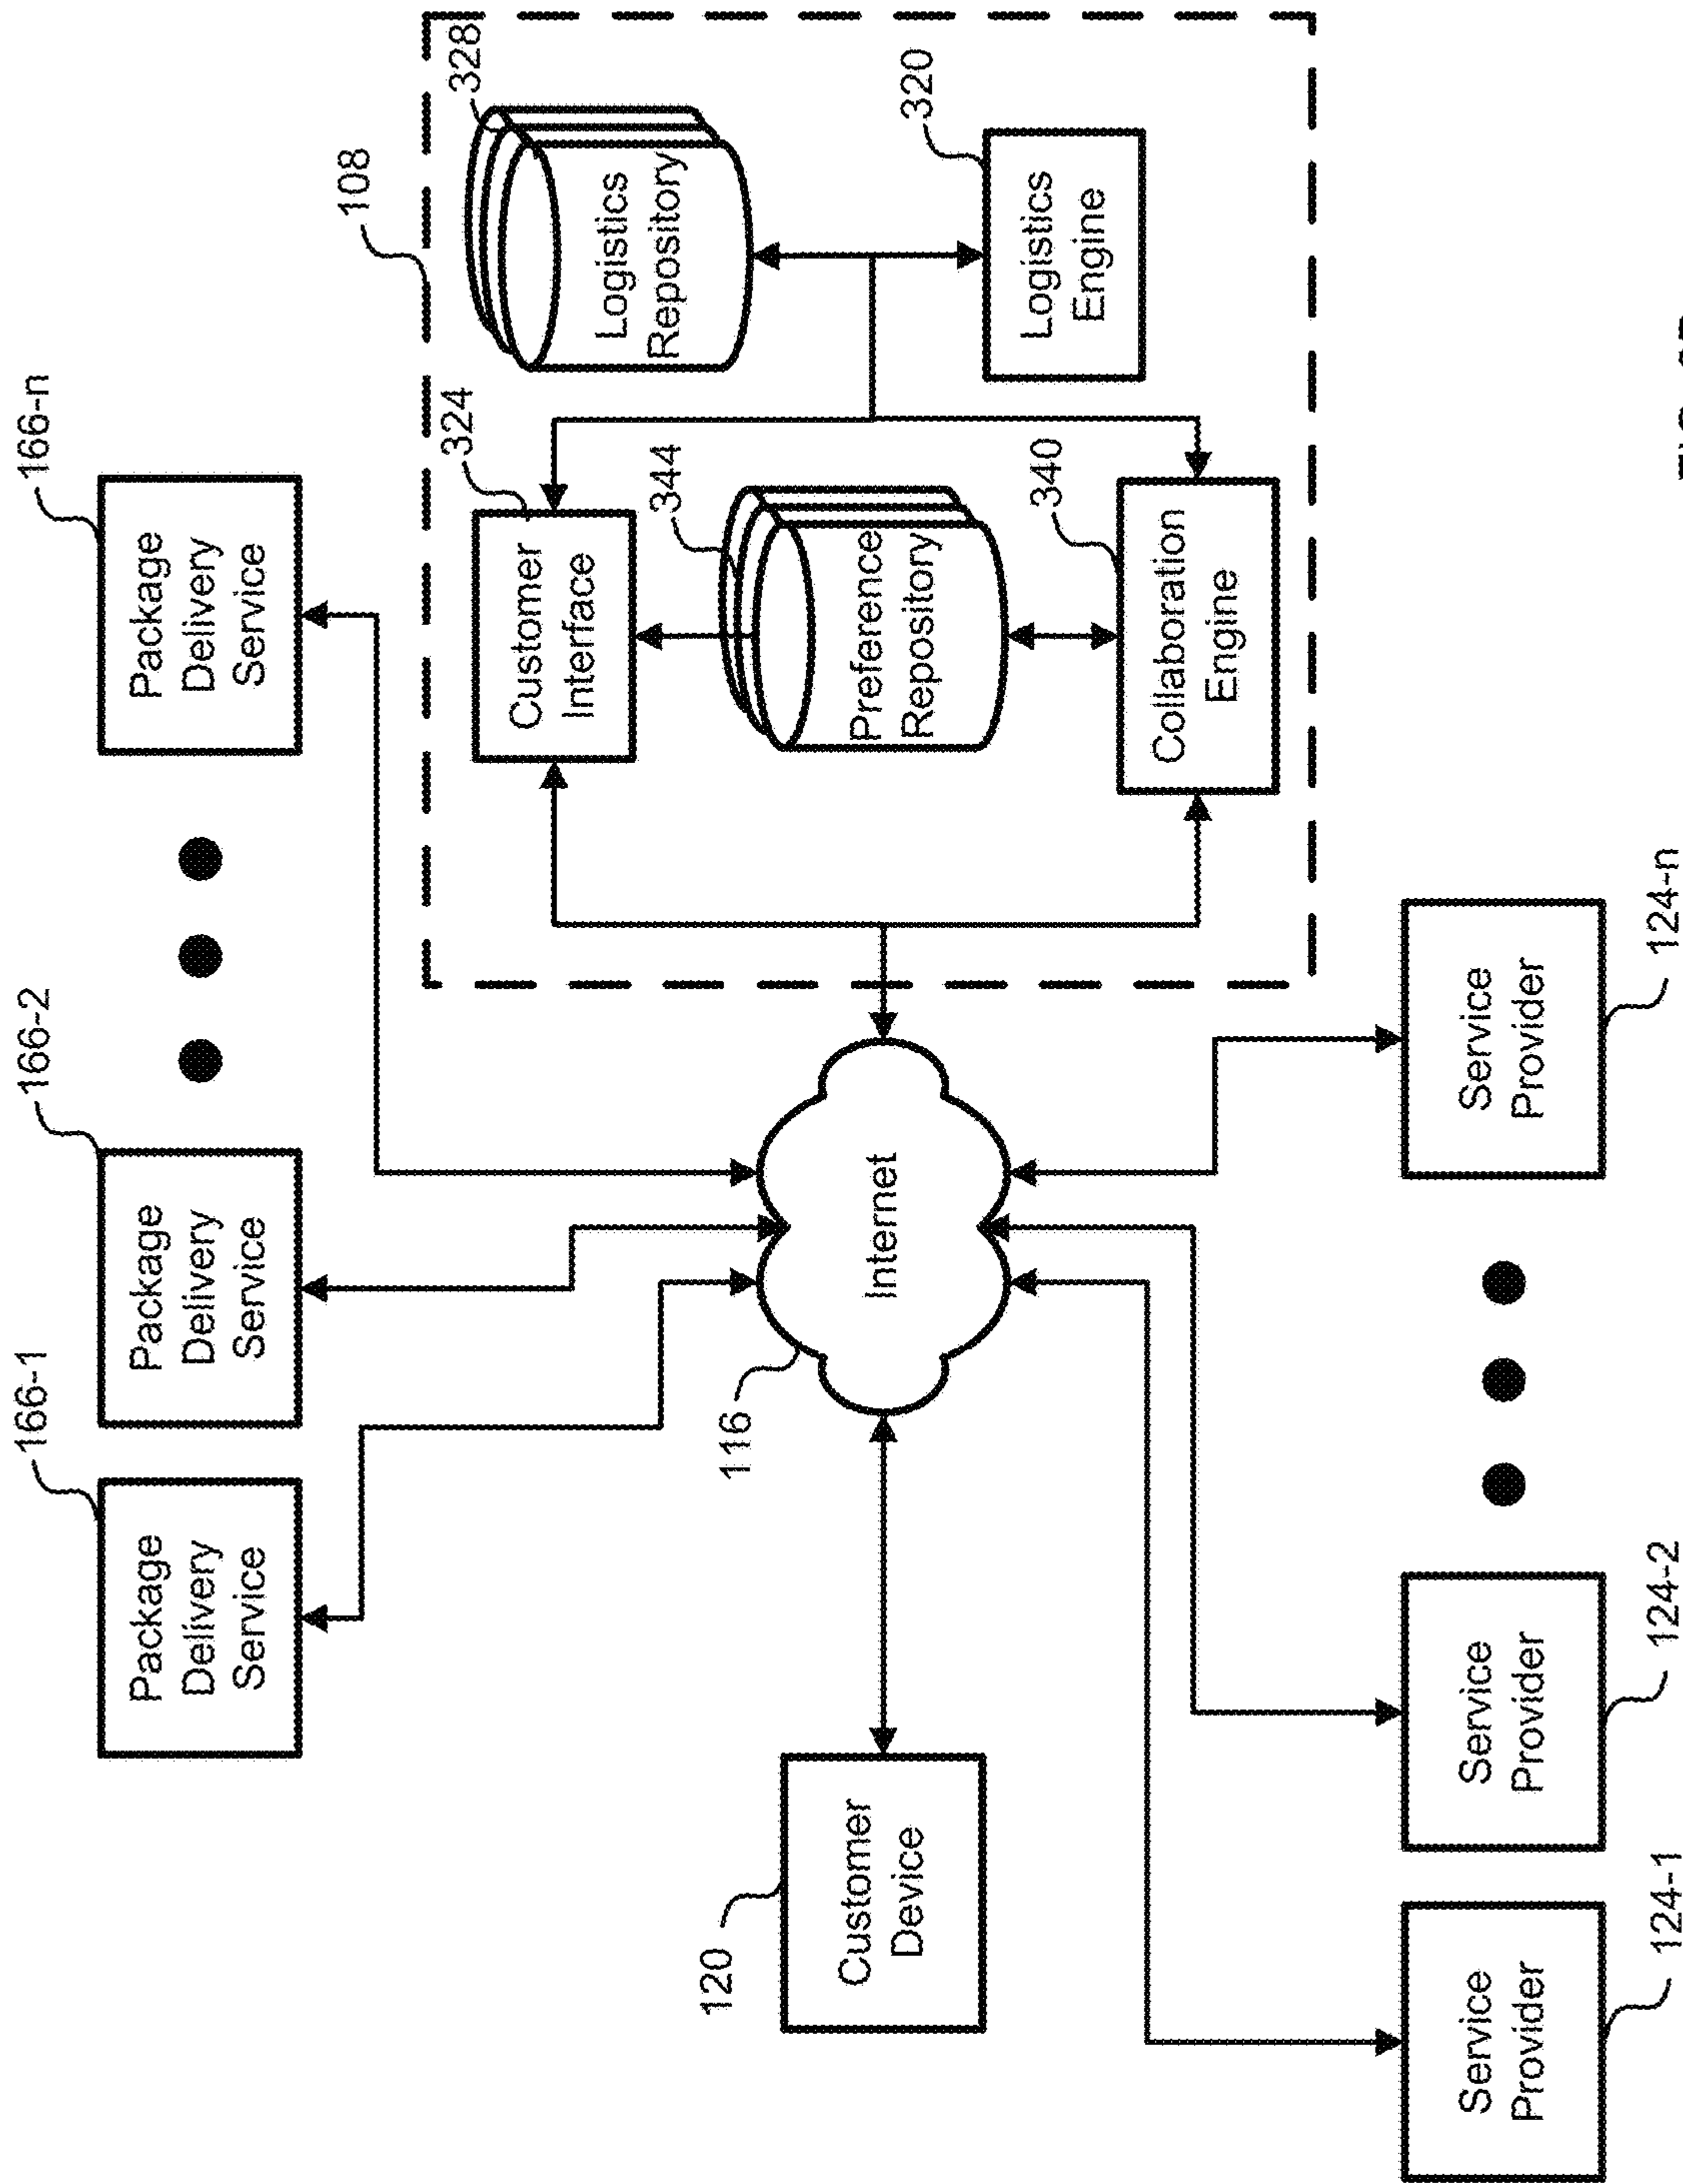 166-1
Package
Delivery
Service
166-2
Package
Delivery
Service
166-n
Package
Delivery
Service
108
328
Logistics
Repository
324
Customer
Interface
344
Preference
Repository
320
Logistics
Engine
340
Collaboration
Engine
116
Internet
120
Customer
Device
Service
Provider
124-1
Service
Provider
124-2
Service
Provider
124-n